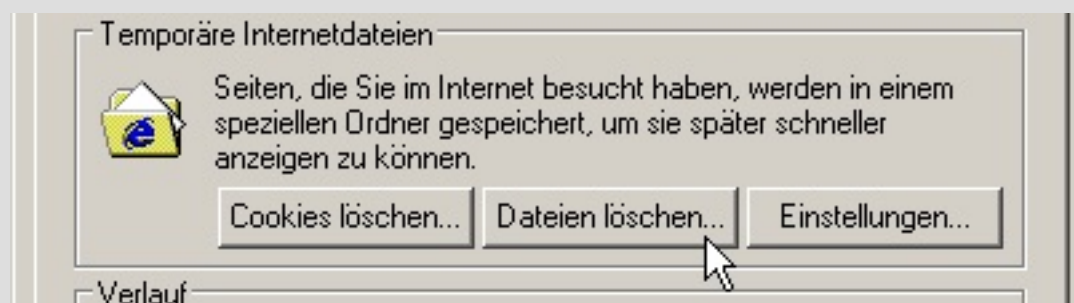 Temporäre Internetdateien
Seiten, die Sie im Internet besucht haben, werden in einem
speziellen Ordner gespeichert, um sie später schneller
anzeigen zu können.
Cookies löschen... Dateien löschen... Einstellungen...
Verlauf